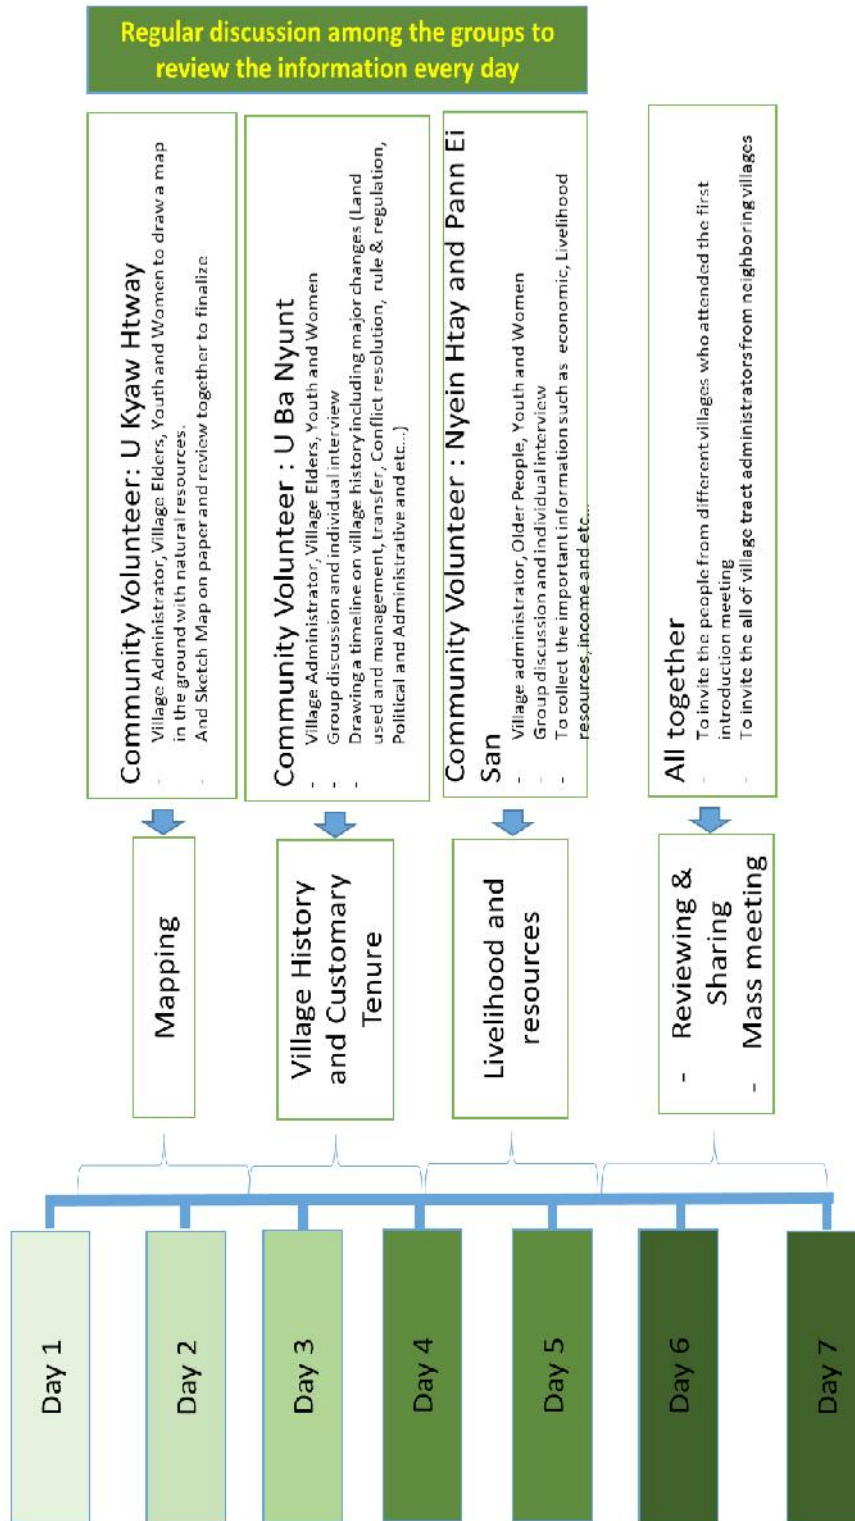 Regular discussion among the groups to
review the information every day
Day 1
Day 2
Day 3
Day 4
Day 5
Day 6
Day 7
Mapping
Community Volunteer: U Kyaw Htway
- Village Administrator, Village Elders, Youth and Women to draw a map
in the ground with natural resources.
- And Sketch Map on paper and review together to finalize
Village History
and Customary
Tenure
Community Volunteer : U Ba Nyunt
- Village Administrator, Village Elders, Youth and Women
- Group discussion and individual interview
- Drawing a timeline on village history including major changes (Land
used and management, transfer, Conflict resolution, rule & regulation,
Political and Administrative and etc...)
Livelihood and
resources
Community Volunteer : Nyein Htay and Pann Ei
San
- Village administrator, Older People, Youth and Women
- Group discussion and individual interview
- To collect the important information such as economic, Livelihood
resources, income and etc...
- Reviewing &
Sharing
- Mass meeting
All together
- To invite the people from different villages who attended the first
introduction meeting
- To invite the all of village tract administrators from neighboring villages